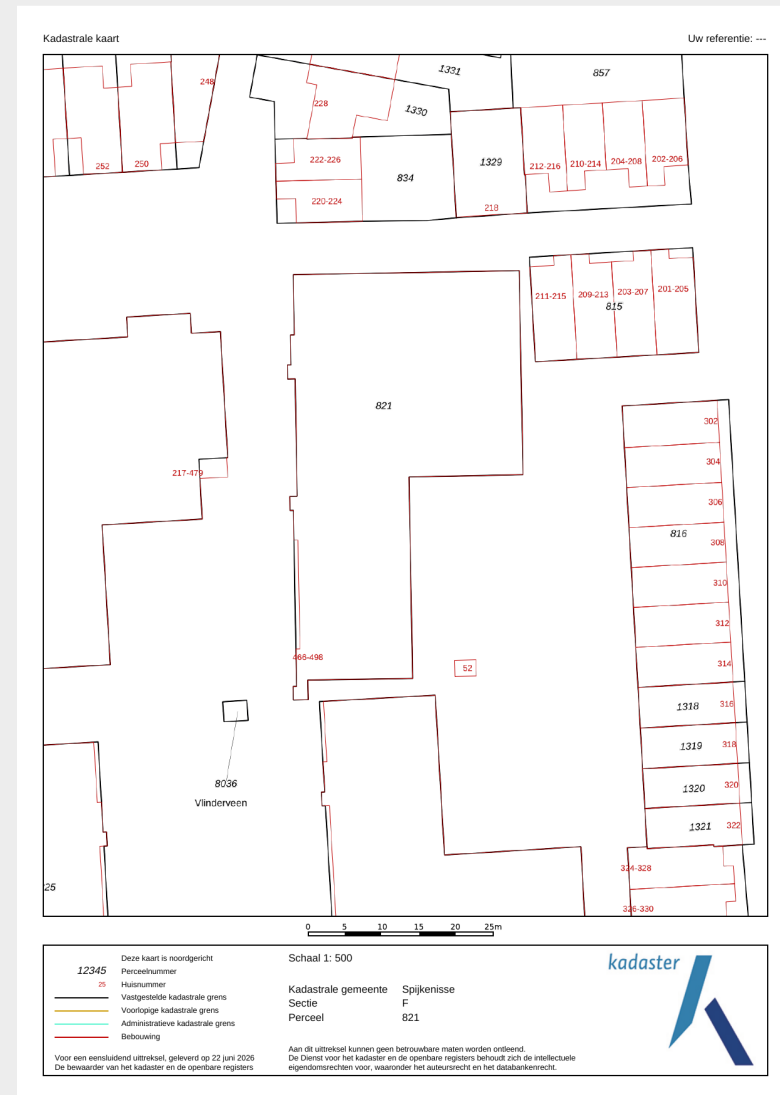 Kadastrale kaart
Uw referentie: ---
1331
857
248
228
1330
252
250
222-226
834
1329
212-216
210-214
204-208
202-206
220-224
218
211-215
209-213
203-207
201-205
815
821
302
304
217-479
306
816
308
310
312
466-498
52
314
1318
316
1319
318
8036
1320
320
Vlinderveen
1321
322
324-328
25
326-330
0 5 10 15 20 25m
Deze kaart is noordgericht
12345 Perceelnummer
25 Huisnummer
Vastgestelde kadastrale grens
Voorlopige kadastrale grens
Administratieve kadastrale grens
Bebouwing
Voor een eensluidend uittreksel, geleverd op 22 juni 2026
De bewaarder van het kadaster en de openbare registers
Schaal 1: 500
Kadastrale gemeente Spijkenisse
Sectie F
Perceel 821
Aan dit uittreksel kunnen geen betrouwbare maten worden ontleend.
De Dienst voor het kadaster en de openbare registers behoudt zich de intellectuele
eigendomsrechten voor, waaronder het auteursrecht en het databankenrecht.
kadaster